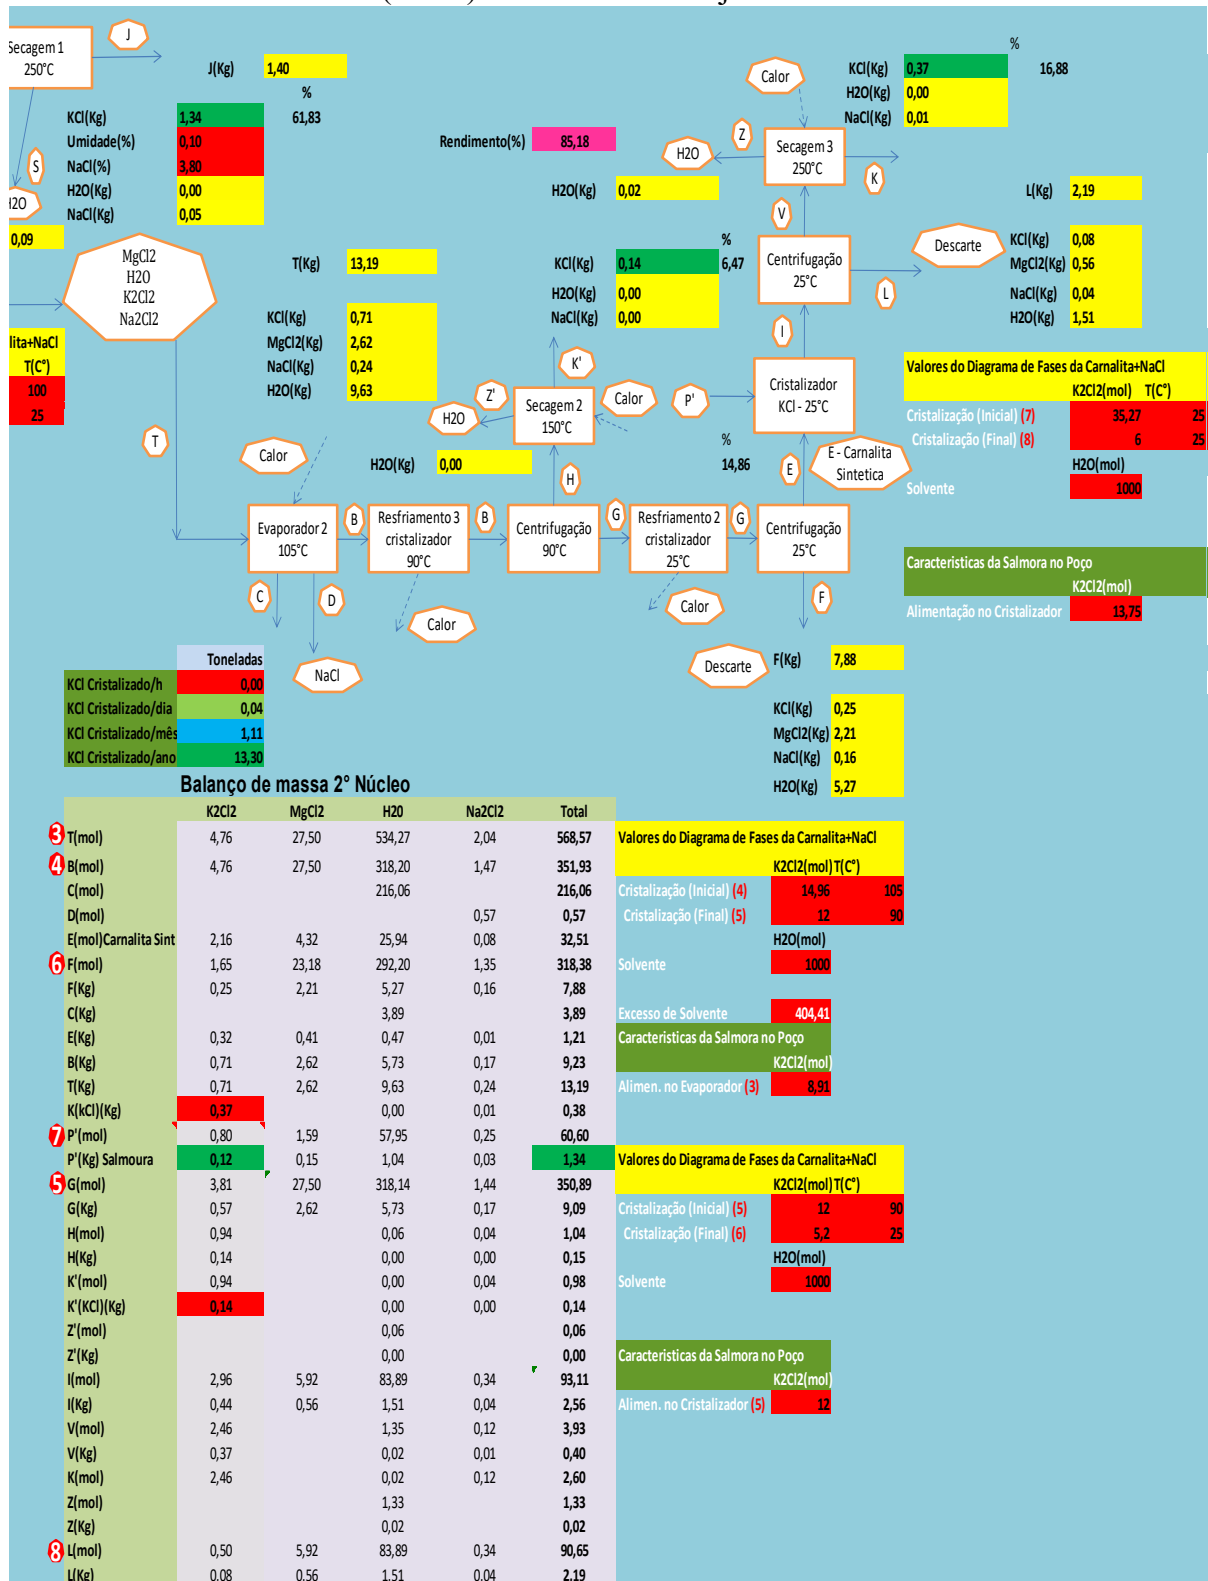 Secagem 1
250°C
J
J(Kg) 1,40
%
KCl(Kg) 1,34 61,83
Umidade(%) 0,10
NaCl(%) 3,80
H2O(Kg) 0,00
NaCl(Kg) 0,05
S
H2O
0,09
Rendimento(%) 85,18
Calor
%
KCl(Kg) 0,37 16,88
H2O(Kg) 0,00
NaCl(Kg) 0,01
Z
H2O
Secagem 3
250°C
K
H2O(Kg) 0,02
V
L(Kg) 2,19
MgCl2
H2O
K2Cl2
Na2Cl2
T(Kg) 13,19
KCl(Kg) 0,71
MgCl2(Kg) 2,62
NaCl(Kg) 0,24
H2O(Kg) 9,63
%
KCl(Kg) 0,14 6,47
H2O(Kg) 0,00
NaCl(Kg) 0,00
Centrifugação
25°C
Descarte
L
KCl(Kg) 0,08
MgCl2(Kg) 0,56
NaCl(Kg) 0,04
H2O(Kg) 1,51
I
lita+NaCl
T(C°)
100
25
K'
Z'
H2O
Secagem 2
150°C
Calor
P'
Cristalizador
KCl - 25°C
Valores do Diagrama de Fases da Carnalita+NaCl
K2Cl2(mol) T(C°)
Cristalização (Inicial) (7) 35,27 25
Cristalização (Final) (8) 6 25
H2O(mol)
Solvente 1000
T
Calor
H2O(Kg) 0,00
%
14,86
H
E
E - Carnalita
Sintetica
Evaporador 2
105°C
B
Resfriamento 3
cristalizador
90°C
B
Centrifugação
90°C
G
Resfriamento 2
cristalizador
25°C
G
Centrifugação
25°C
Caracteristicas da Salmora no Poço
K2Cl2(mol)
Alimentação no Cristalizador 13,75
C
D
Calor
Calor
F
NaCl
Descarte
F(Kg) 7,88
KCl(Kg) 0,25
MgCl2(Kg) 2,21
NaCl(Kg) 0,16
H2O(Kg) 5,27
Toneladas
KCl Cristalizado/h 0,00
KCl Cristalizado/dia 0,04
KCl Cristalizado/mês 1,11
KCl Cristalizado/ano 13,30
Balanço de massa 2° Núcleo
K2Cl2 MgCl2 H20 Na2Cl2 Total
3 T(mol) 4,76 27,50 534,27 2,04 568,57 Valores do Diagrama de Fases da Carnalita+NaCl
4 B(mol) 4,76 27,50 318,20 1,47 351,93 K2Cl2(mol) T(C°)
C(mol) 216,06 216,06 Cristalização (Inicial) (4) 14,96 105
D(mol) 0,57 0,57 Cristalização (Final) (5) 12 90
E(mol)Carnalita Sint 2,16 4,32 25,94 0,08 32,51 H2O(mol)
6 F(mol) 1,65 23,18 292,20 1,35 318,38 Solvente 1000
F(Kg) 0,25 2,21 5,27 0,16 7,88
C(Kg) 3,89 3,89 Excesso de Solvente 404,41
E(Kg) 0,32 0,41 0,47 0,01 1,21 Caracteristicas da Salmora no Poço
B(Kg) 0,71 2,62 5,73 0,17 9,23 K2Cl2(mol)
T(Kg) 0,71 2,62 9,63 0,24 13,19 Alimen. no Evaporador (3) 8,91
K(kCl)(Kg) 0,37 0,00 0,01 0,38
7 P'(mol) 0,80 1,59 57,95 0,25 60,60
P'(Kg) Salmoura 0,12 0,15 1,04 0,03 1,34 Valores do Diagrama de Fases da Carnalita+NaCl
5 G(mol) 3,81 27,50 318,14 1,44 350,89 K2Cl2(mol) T(C°)
G(Kg) 0,57 2,62 5,73 0,17 9,09 Cristalização (Inicial) (5) 12 90
H(mol) 0,94 0,06 0,04 1,04 Cristalização (Final) (6) 5,2 25
H(Kg) 0,14 0,00 0,00 0,15 H2O(mol)
K'(mol) 0,94 0,00 0,04 0,98 Solvente 1000
K'(KCl)(Kg) 0,14 0,00 0,00 0,14
Z'(mol) 0,06 0,06
Z'(Kg) 0,00 0,00 Caracteristicas da Salmora no Poço
I(mol) 2,96 5,92 83,89 0,34 93,11 K2Cl2(mol)
I(Kg) 0,44 0,56 1,51 0,04 2,56 Alimen. no Cristalizador (5) 12
V(mol) 2,46 1,35 0,12 3,93
V(Kg) 0,37 0,02 0,01 0,40
K(mol) 2,46 0,02 0,12 2,60
Z(mol) 1,33 1,33
Z(Kg) 0,02 0,02
8 L(mol) 0,50 5,92 83,89 0,34 90,65
L(Kg) 0,08 0,56 1,51 0,04 2,19